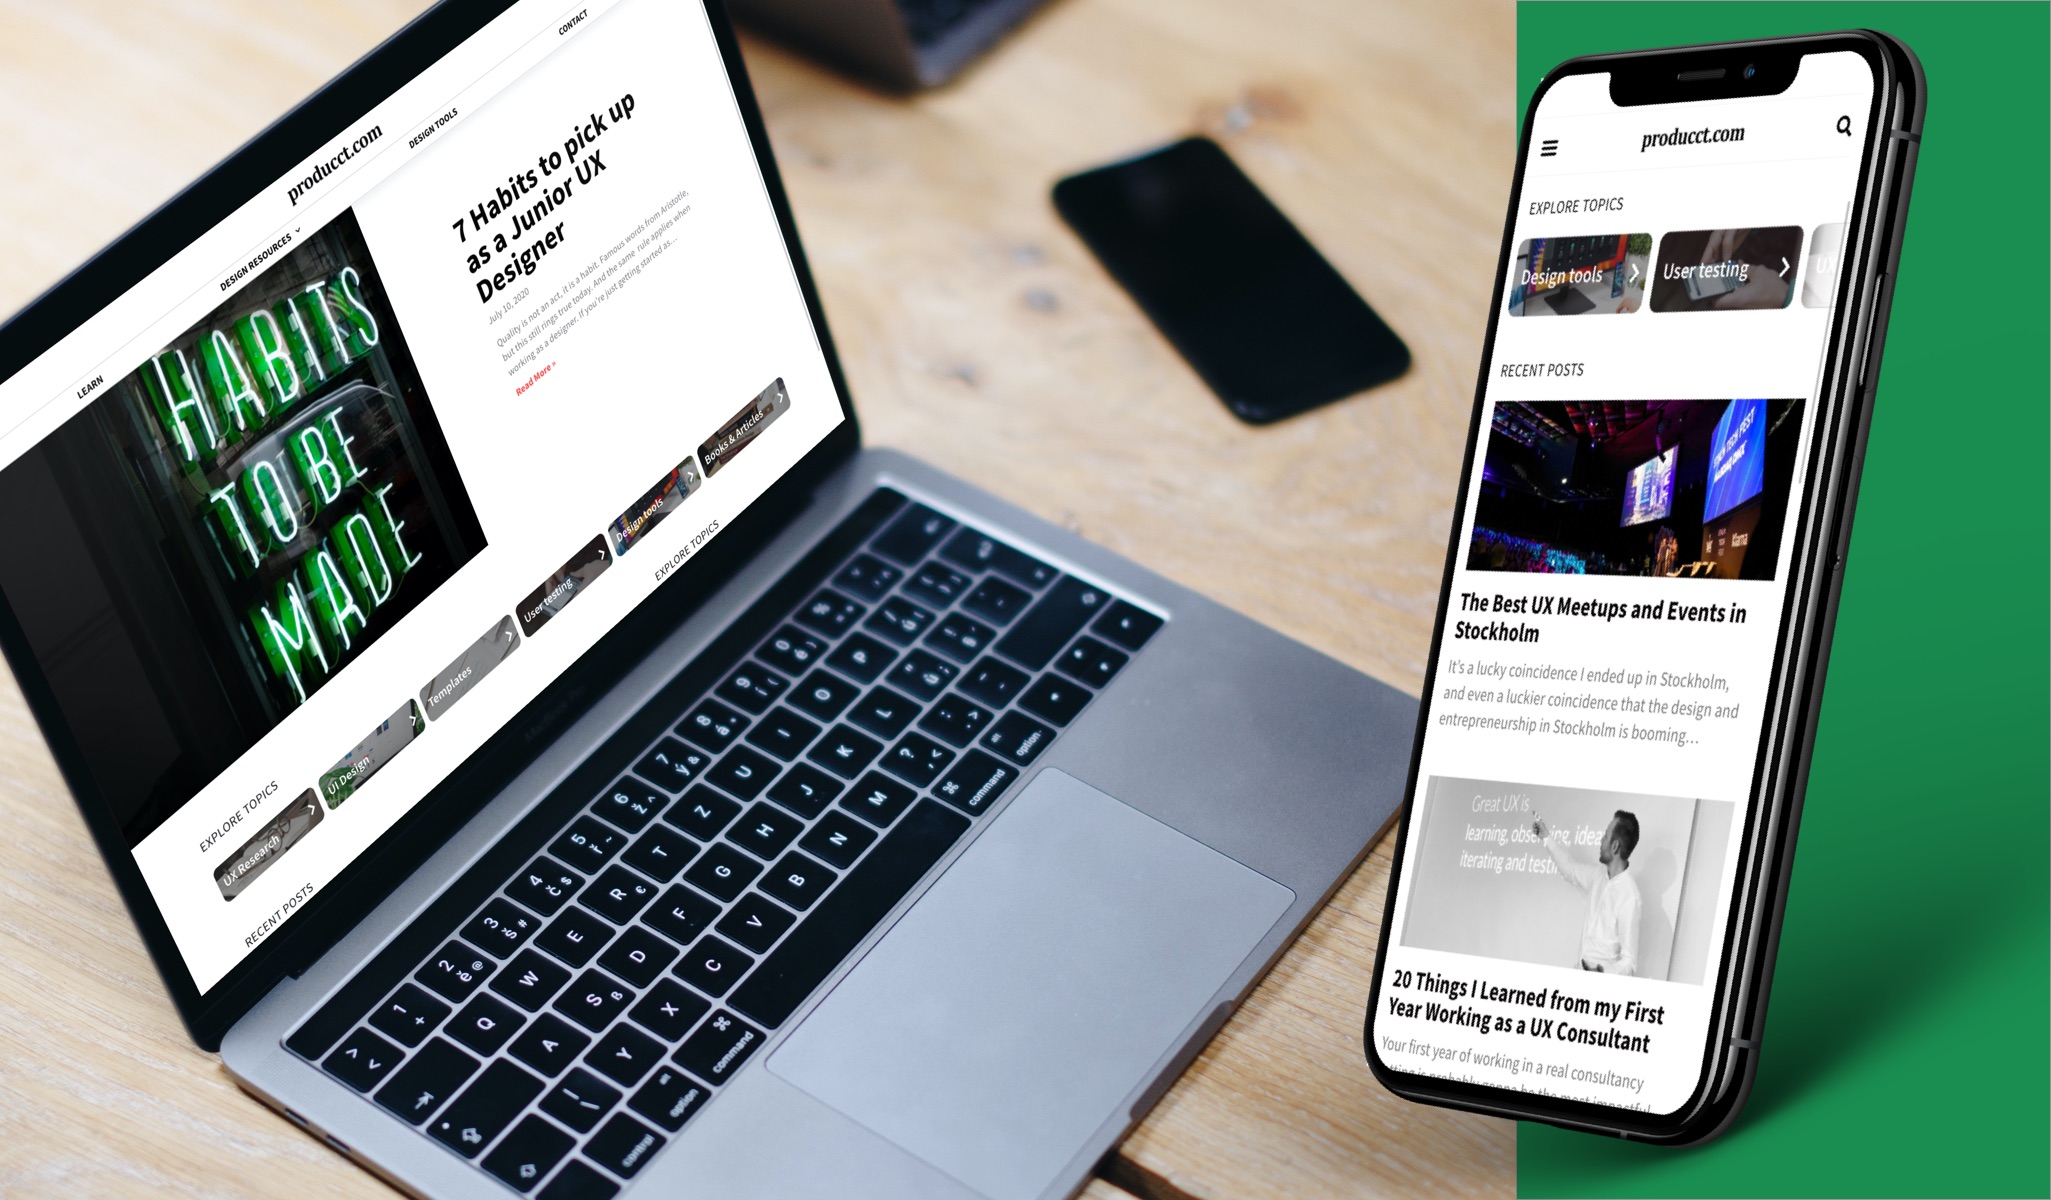 CONTACT
producct.com
DESIGN TOOLS
DESIGN RESOURCES
LEARN
HABITS
TO BE
MADE
7 Habits to pick up
as a Junior UX
Designer
July 10, 2020
Quality is not an act, it is a habit. Famous words from Aristotle,
but this still rings true today. And the same rule applies when
working as a designer. If you're just getting started as...
Read More »
EXPLORE TOPICS
UX Research
UI Design
Templates
User testing
Design tools
Books & Articles
EXPLORE TOPICS
RECENT POSTS
command
option
alt
command
option
alt
control
producct.com
EXPLORE TOPICS
Design tools
User testing
UX
RECENT POSTS
Klarna
The Best UX Meetups and Events in
Stockholm
It's a lucky coincidence I ended up in Stockholm,
and even a luckier coincidence that the design and
entrepreneurship in Stockholm is booming...
Great UX is
learning, idea
iterating and testi
20 Things I Learned from my First
Year Working as a UX Consultant
Your first year of working in a real consultancy